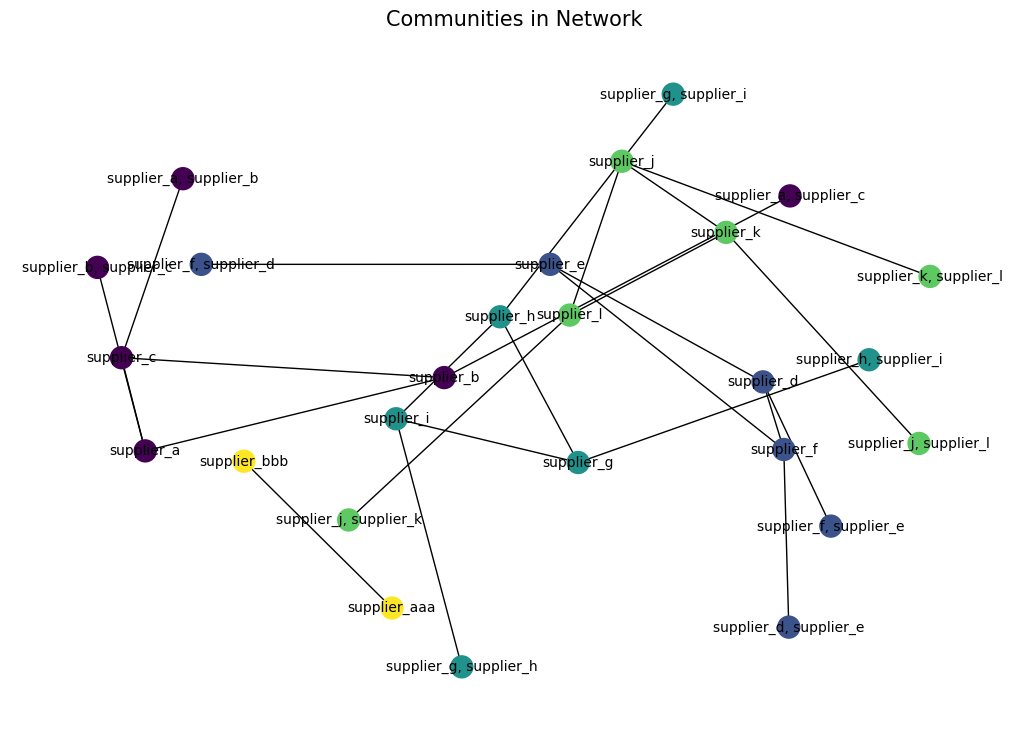 Communities in Network
supplier_g, supplier_i
supplier_j
supplier_a, supplier_b
supplier_a, supplier_c
supplier_k
supplier_b, supplier_c
supplier_f, supplier_d
supplier_e
supplier_k, supplier_l
supplier_h
supplier_l
supplier_c
supplier_h, supplier_i
supplier_b
supplier_d
supplier_i
supplier_a
supplier_f
supplier_j, supplier_l
supplier_bbb
supplier_g
supplier_j, supplier_k
supplier_f, supplier_e
supplier_aaa
supplier_d, supplier_e
supplier_g, supplier_h